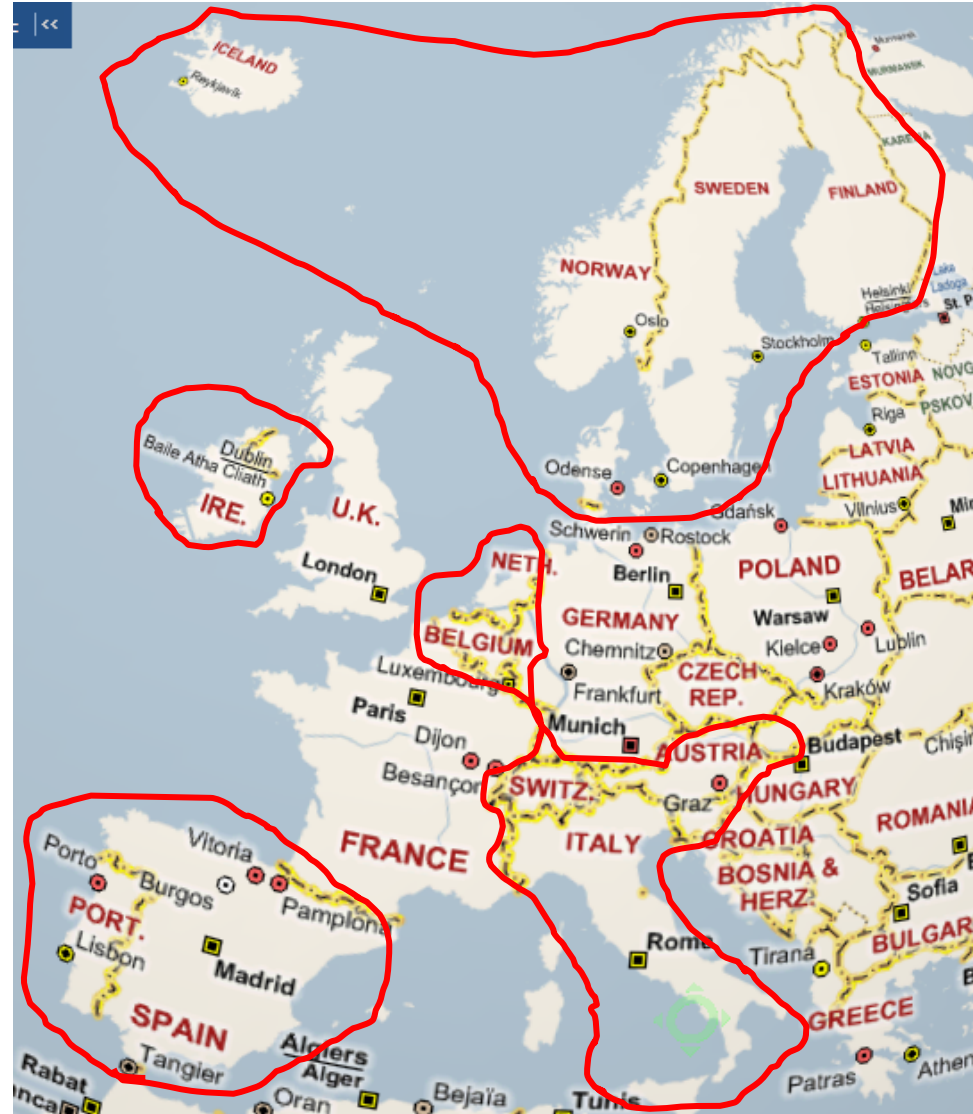 <<
ICELAND
Reykjavík
Murmansk
MURMANSK
KARELIA
SWEDEN
FINLAND
NORWAY
Lake
Ladoga
Helsinki
Helsingfors
St. P
Oslo
Stockholm
Tallinn
ESTONIA
NOVG
PSKOV
Riga
LATVIA
LITHUANIA
Vilnius
Dublin
Baile Atha Cliath
IRE.
U.K.
London
Odense
Copenhagen
Gdańsk
Schwerin
Rostock
Berlin
NETH.
POLAND
BELAR
GERMANY
Warsaw
BELGIUM
Chemnitz
Kielce
Lublin
Luxembourg
CZECH
REP.
Frankfurt
Kraków
Paris
Munich
Dijon
AUSTRIA
Budapest
Chişin
Besançon
SWITZ.
Graz
HUNGARY
FRANCE
ITALY
CROATIA
ROMANIA
BOSNIA &
HERZ.
Vitoria
Porto
Burgos
Pamplona
PORT.
Sofia
Lisbon
Madrid
Rome
Tirana
BULGAR
SPAIN
GREECE
Tangier
Algiers
Alger
Patras
Athen
Rabat
Oran
Bejaïa
Tunis